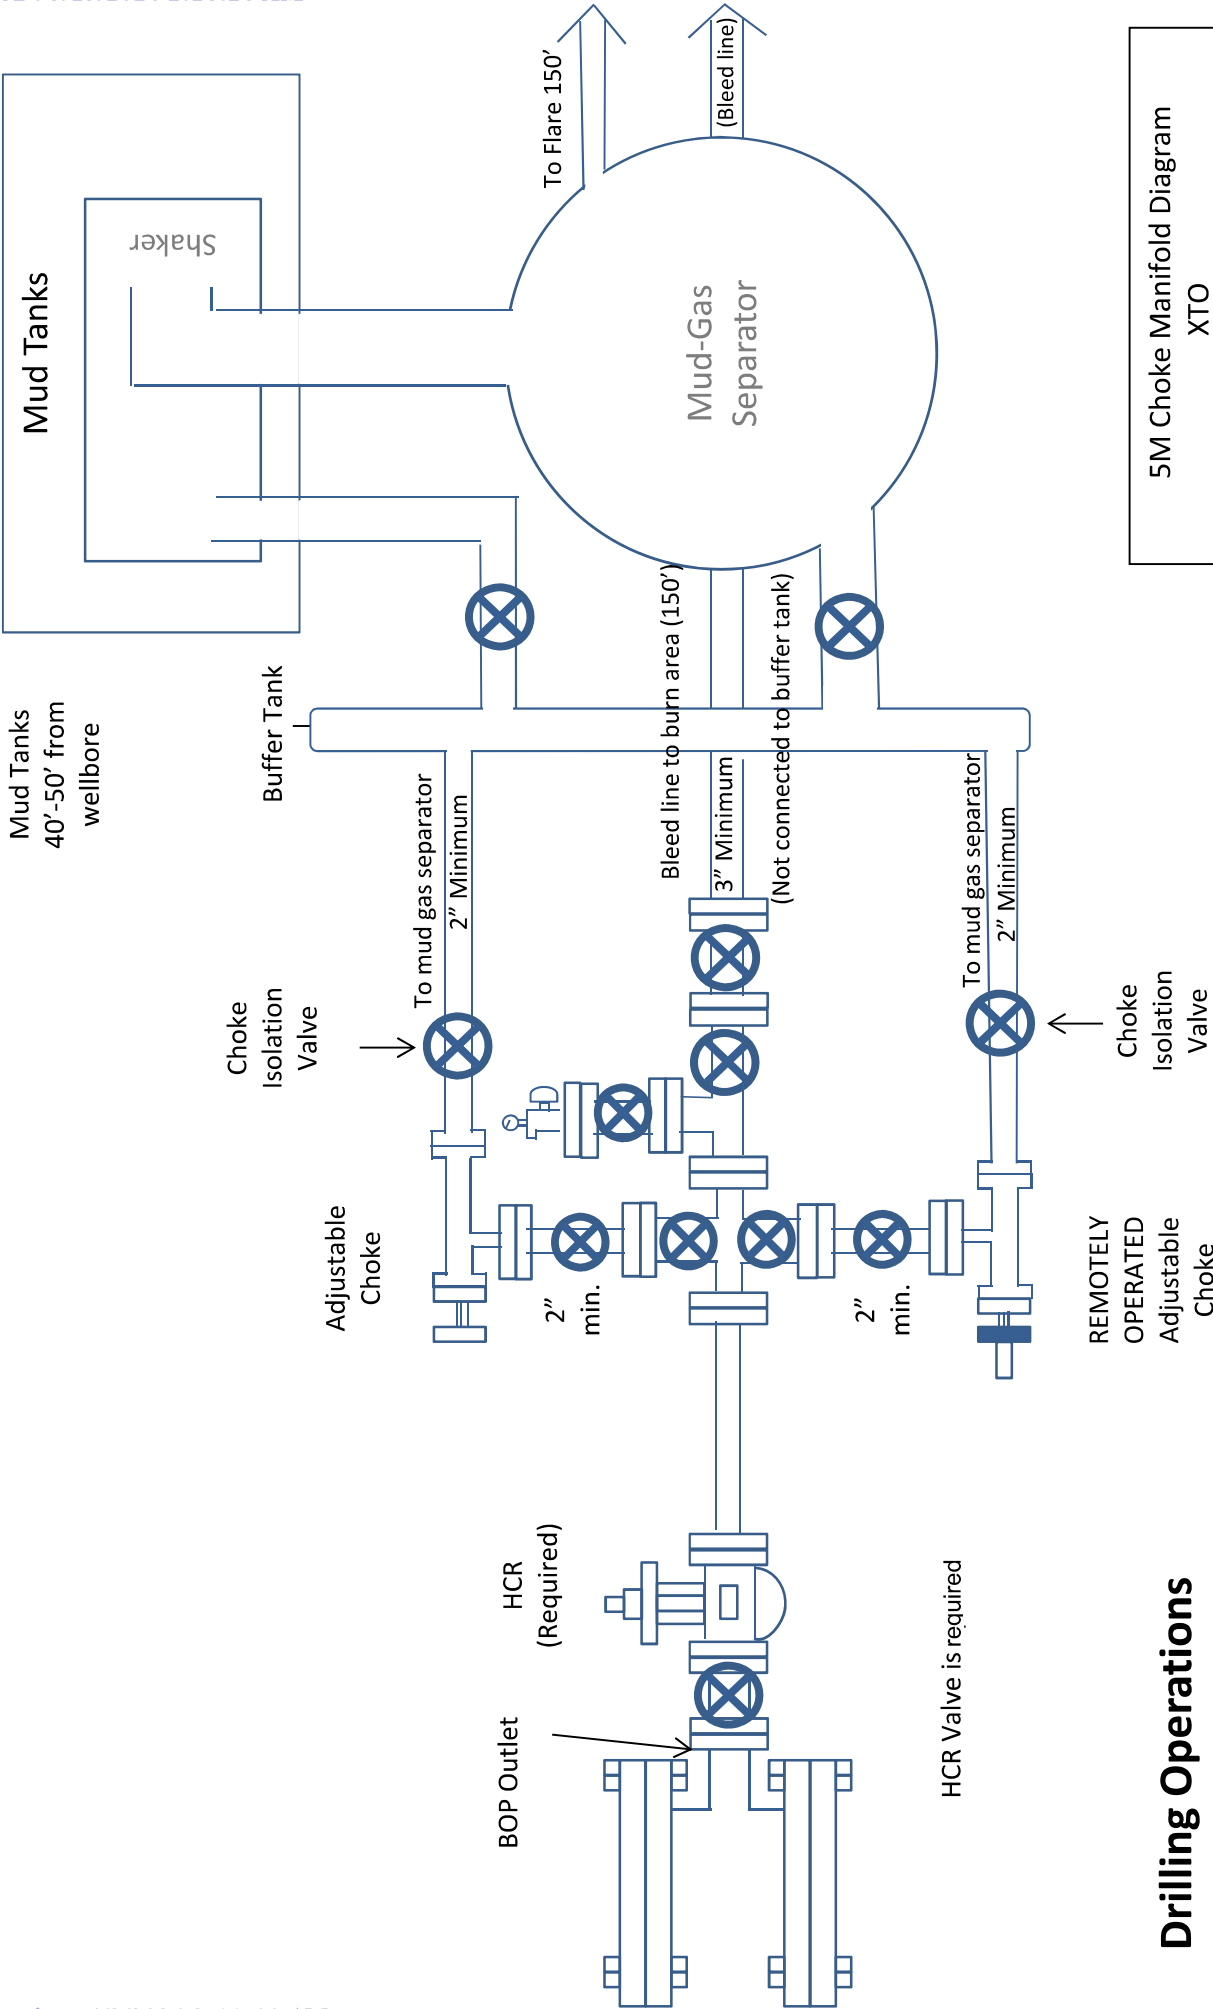 Mud Tanks
Shaker
To Flare 150’
(Bleed line)
Mud-Gas
Separator
5M Choke Manifold Diagram
XTO
Mud Tanks
40’-50’ from
wellbore
Buffer Tank
Bleed line to burn area (150’)
3” Minimum
(Not connected to buffer tank)
To mud gas separator
2” Minimum
To mud gas separator
2” Minimum
Choke
Isolation
Valve
Choke
Isolation
Valve
Adjustable
Choke
2”
min.
2”
min.
REMOTELY
OPERATED
Adjustable
Choke
HCR
(Required)
BOP Outlet
HCR Valve is required
Drilling Operations